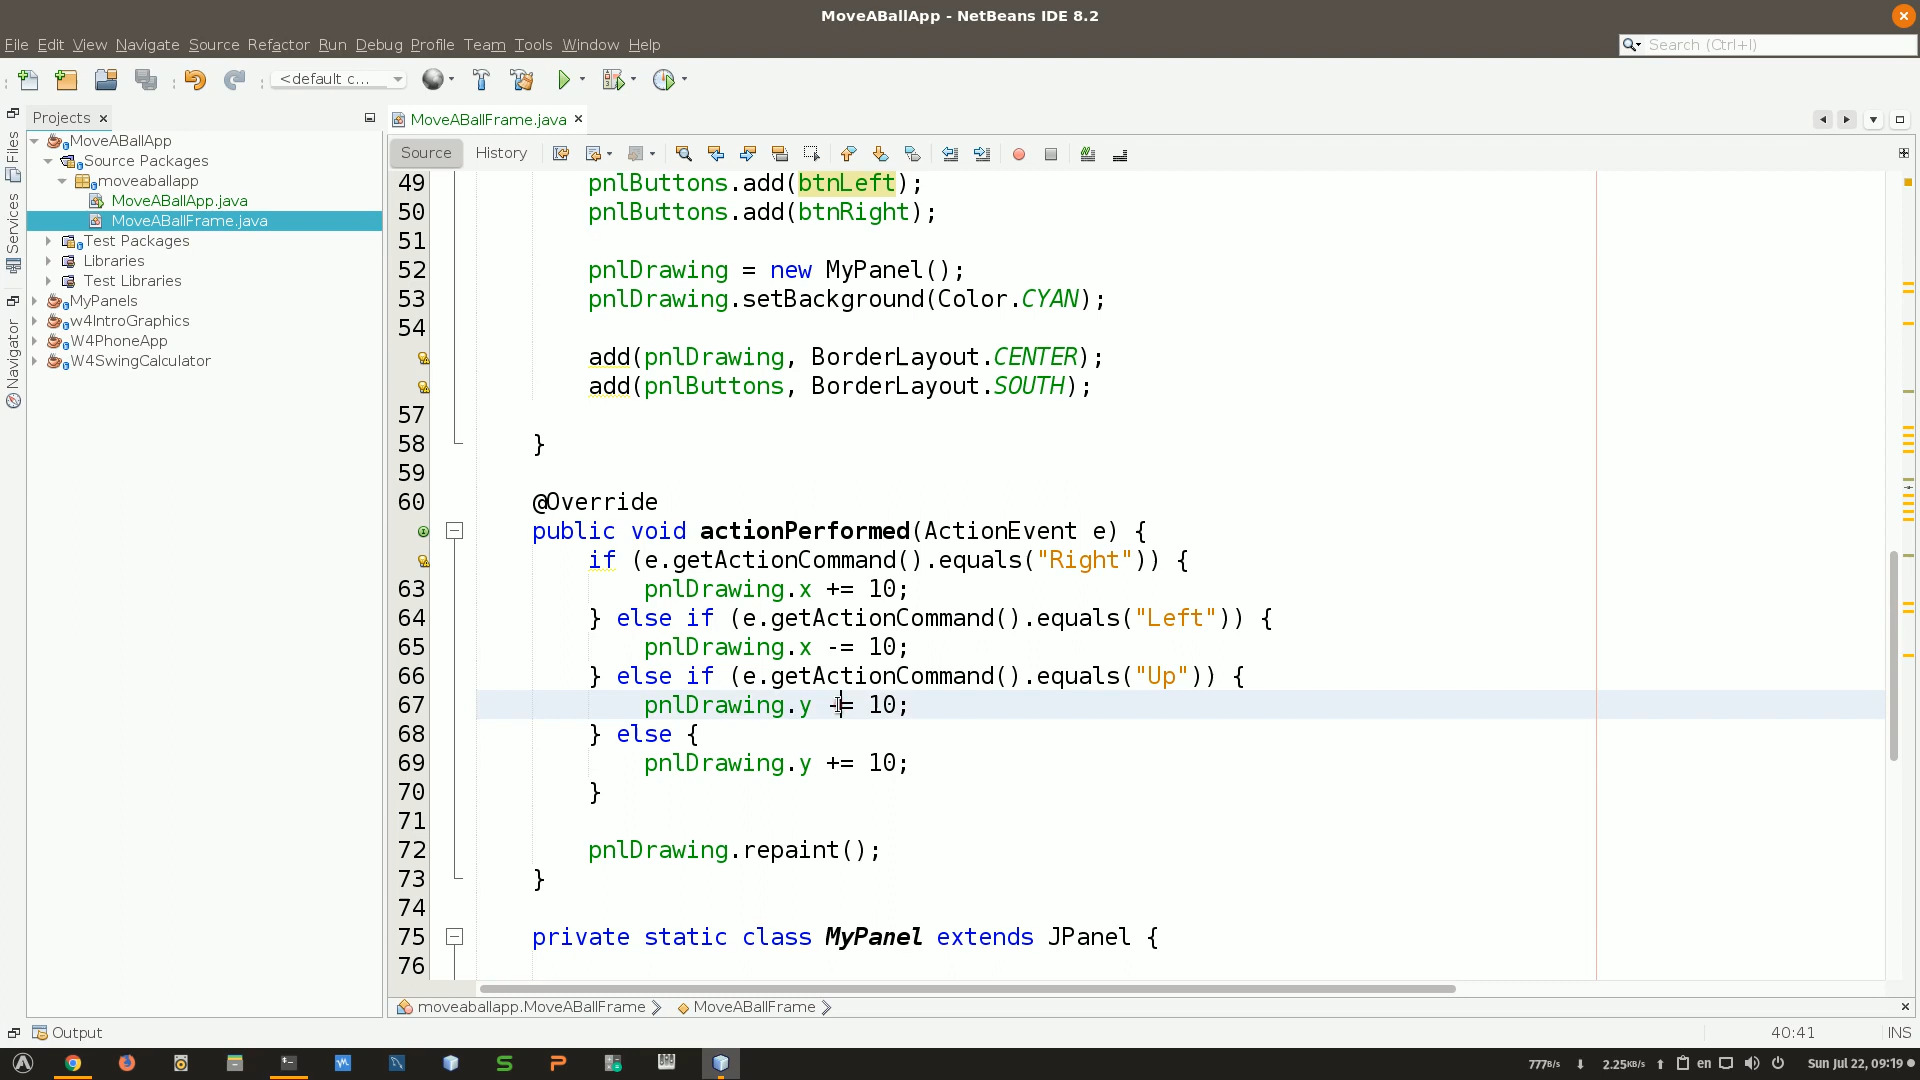 MoveABallApp - NetBeans IDE 8.2
File Edit View Navigate Source Refactor Run Debug Profile Team Tools Window Help
Search (Ctrl+I)
<default c...
Projects
MoveABallFrame.java
Files
Services
Navigator
MoveABallApp
Source Packages
moveaballapp
MoveABallApp.java
MoveABallFrame.java
Test Packages
Libraries
Test Libraries
MyPanels
w4IntroGraphics
W4PhoneApp
W4SwingCalculator
Source History
49 pnlButtons.add(btnLeft);
50 pnlButtons.add(btnRight);
51
52 pnlDrawing = new MyPanel();
53 pnlDrawing.setBackground(Color.CYAN);
54
add(pnlDrawing, BorderLayout.CENTER);
add(pnlButtons, BorderLayout.SOUTH);
57
58 }
59
60 @Override
public void actionPerformed(ActionEvent e) {
if (e.getActionCommand().equals("Right")) {
63 pnlDrawing.x += 10;
64 } else if (e.getActionCommand().equals("Left")) {
65 pnlDrawing.x -= 10;
66 } else if (e.getActionCommand().equals("Up")) {
67 pnlDrawing.y -= 10;
68 } else {
69 pnlDrawing.y += 10;
70 }
71
72 pnlDrawing.repaint();
73 }
74
75 private static class MyPanel extends JPanel {
76
moveaballapp.MoveABallFrame MoveABallFrame
Output
40:41 INS
777B/s 2.25KB/s en Sun Jul 22, 09:19